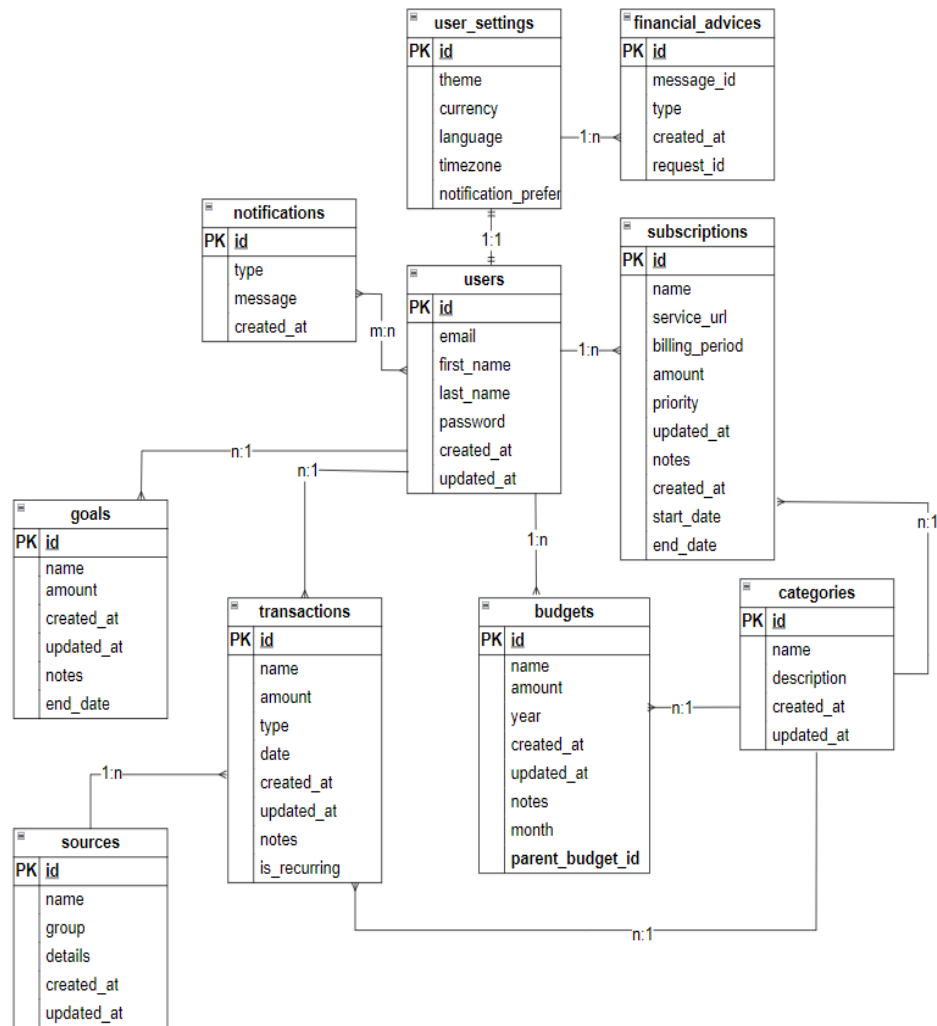 user_settings
PK id
theme
currency
language
timezone
notification_prefer
financial_advices
PK id
message_id
type
created_at
request_id
1:n
1:1
notifications
PK id
type
message
created_at
m:n
users
PK id
email
first_name
last_name
password
created_at
updated_at
1:n
subscriptions
PK id
name
service_url
billing_period
amount
priority
updated_at
notes
created_at
start_date
end_date
n:1
n:1
n:1
1:n
goals
PK id
name
amount
created_at
updated_at
notes
end_date
transactions
PK id
name
amount
type
date
created_at
updated_at
notes
is_recurring
budgets
PK id
name
amount
year
created_at
updated_at
notes
month
parent_budget_id
n:1
categories
PK id
name
description
created_at
updated_at
1:n
sources
PK id
name
group
details
created_at
updated_at
n:1